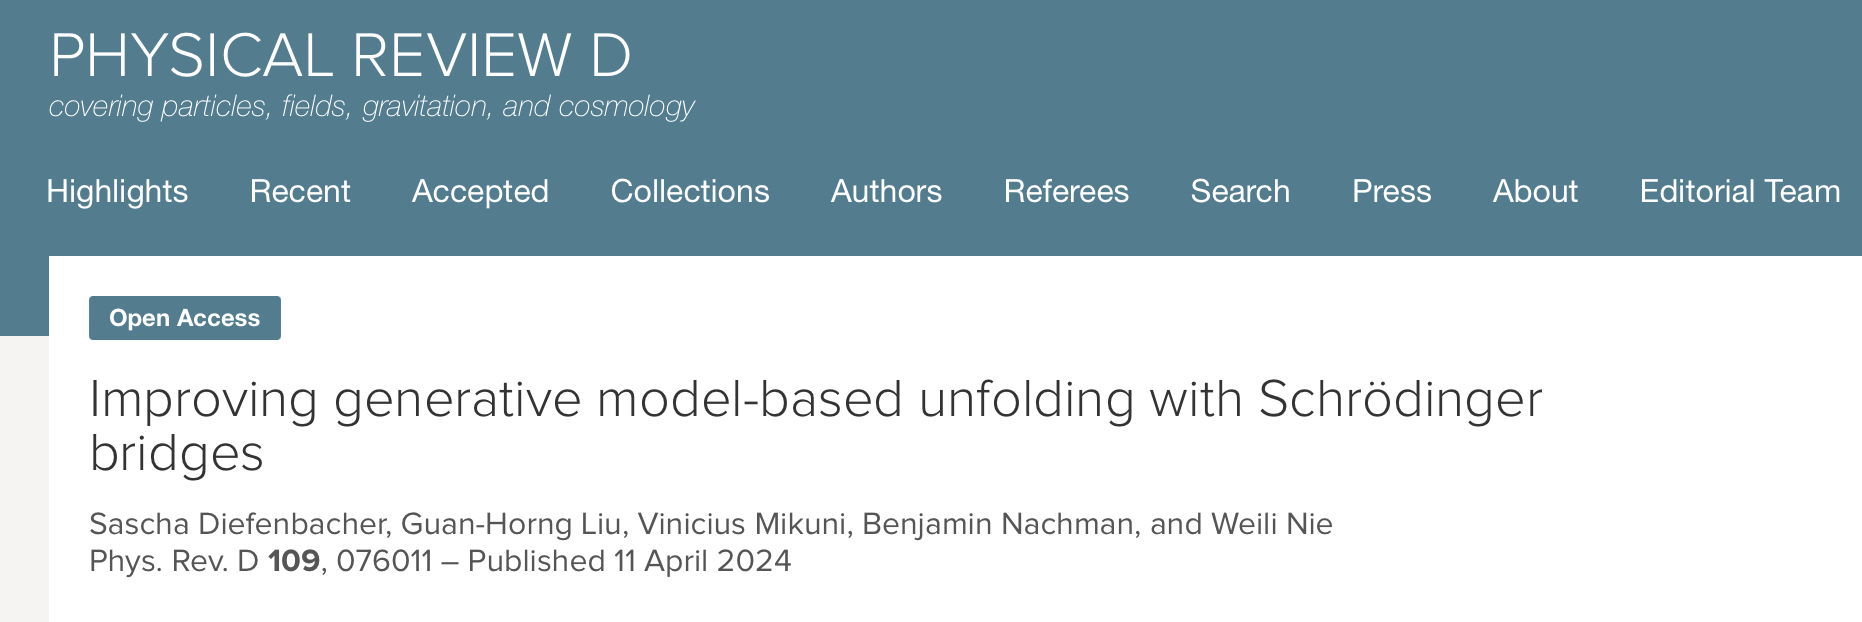 PHYSICAL REVIEW D
covering particles, fields, gravitation, and cosmology
Highlights Recent Accepted Collections Authors Referees Search Press About Editorial Team
Open Access
Improving generative model-based unfolding with Schrödinger
bridges
Sascha Diefenbacher, Guan-Horng Liu, Vinicius Mikuni, Benjamin Nachman, and Weili Nie
Phys. Rev. D 109, 076011 – Published 11 April 2024